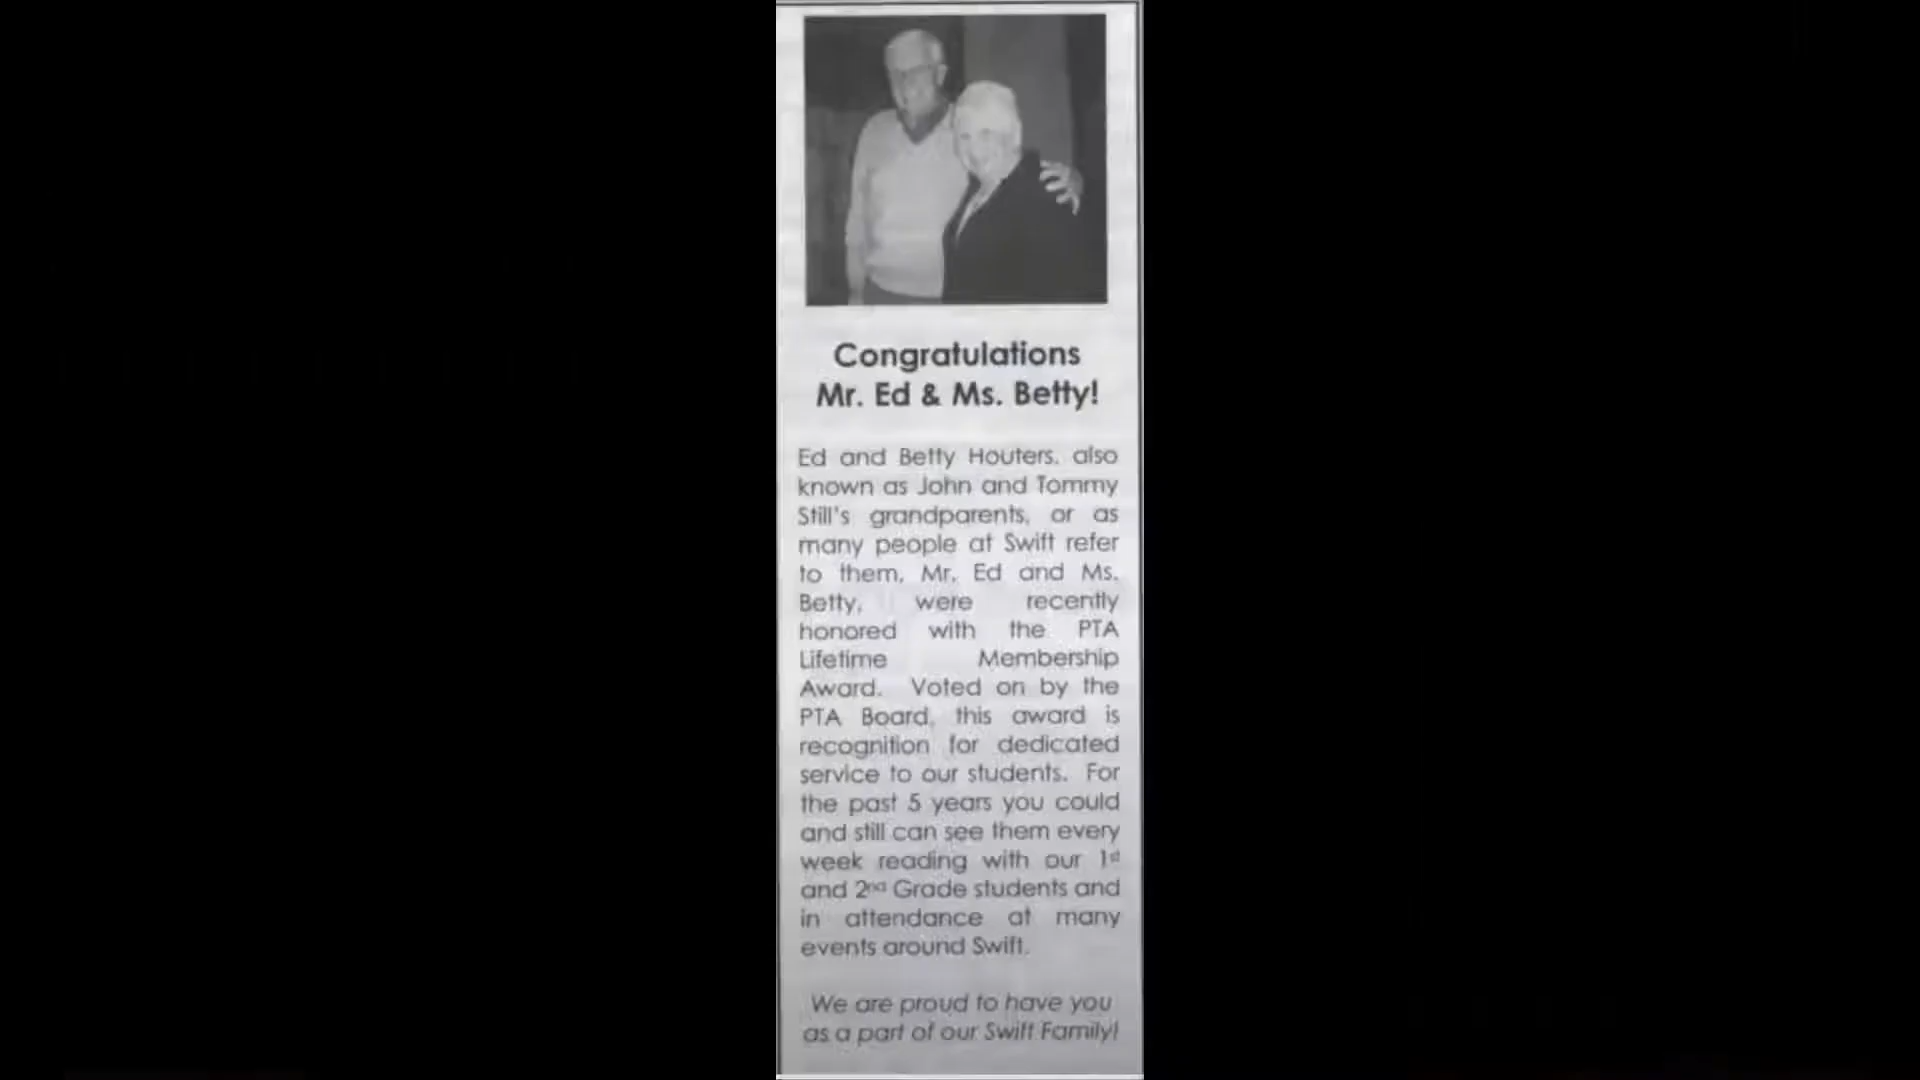 Congratulations
Mr. Ed & Ms. Betty!
Ed and Betty Houters, also
known as John and Tommy
Still's grandparents, or as
many people at Swift refer
to them, Mr. Ed and Ms.
Betty, were recently
honored with the PTA
Lifetime Membership
Award. Voted on by the
PTA Board, this award is
recognition for dedicated
service to our students. For
the past 5 years you could
and still can see them every
week reading with our 1st
and 2nd Grade students and
in attendance at many
events around Swift.
We are proud to have you
as a part of our Swift Family!